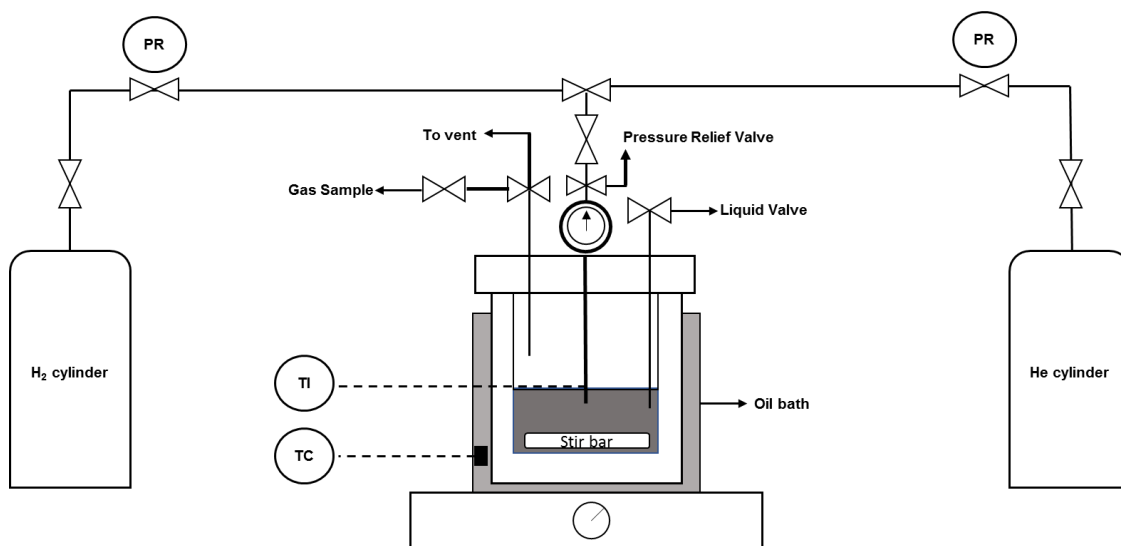 PR
PR
To vent
Pressure Relief Valve
Gas Sample
Liquid Valve
H₂ cylinder
TI
He cylinder
Oil bath
Stir bar
TC